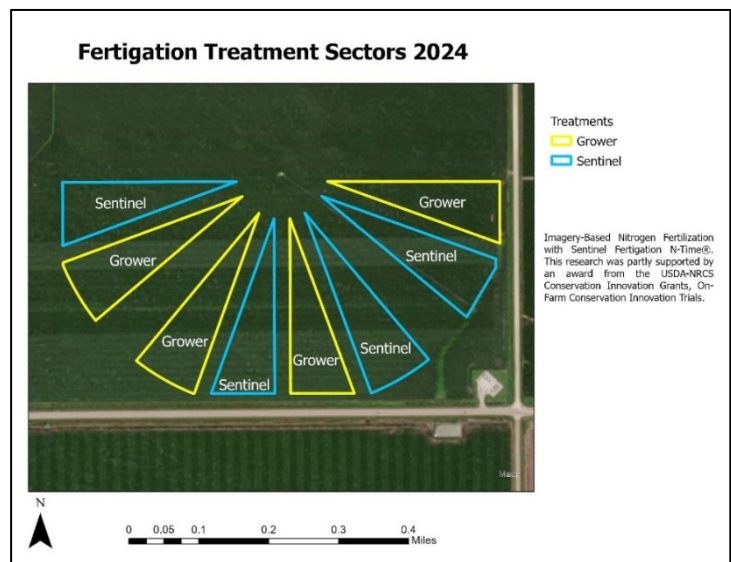 Fertigation Treatment Sectors 2024
Treatments
Grower
Sentinel
Sentinel
Grower
Grower
Sentinel
Grower
Sentinel
Sentinel
Grower
Imagery-Based Nitrogen Fertilization
with Sentinel Fertigation N-Time®.
This research was partly supported by
an award from the USDA-NRCS
Conservation Innovation Grants, On-
Farm Conservation Innovation Trials.
N
0 0.05 0.1 0.2 0.3 0.4
Miles